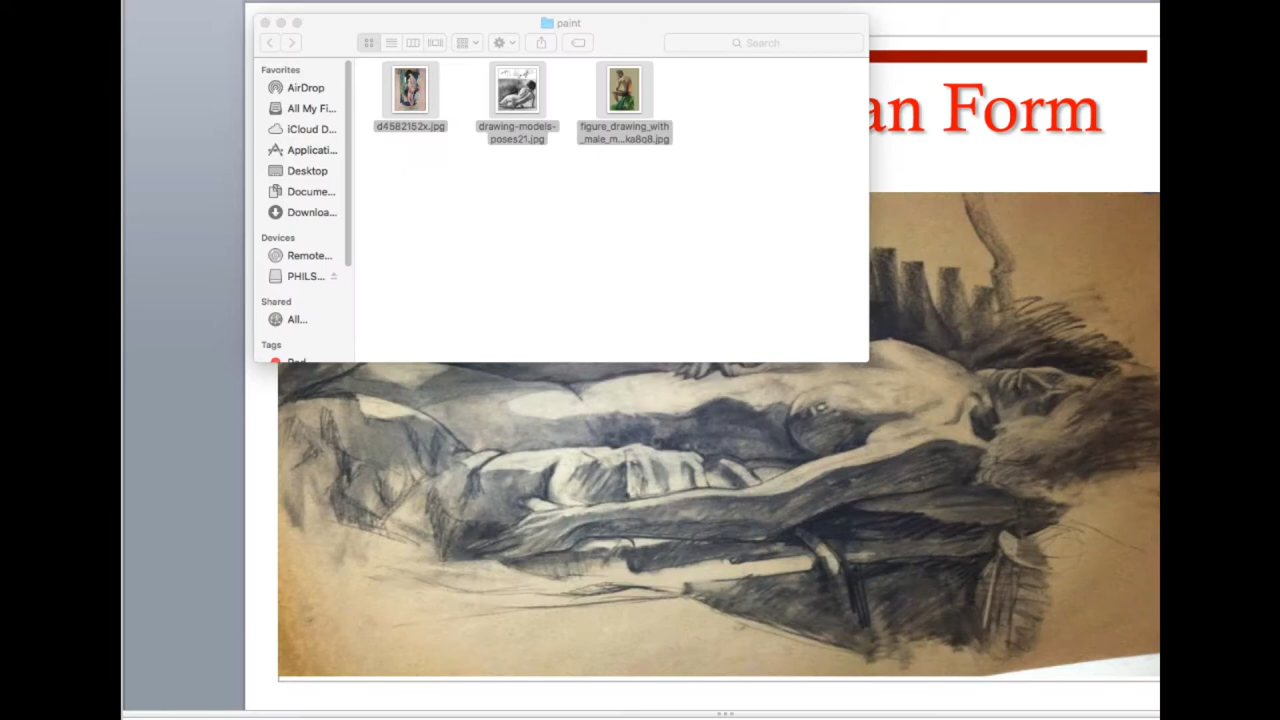 paint
Search
Favorites
AirDrop
All My Fi...
iCloud D...
Applicati...
Desktop
Docume...
Downloa...
Devices
Remote...
PHILS...
Shared
All...
Tags
Red
d4582152x.jpg
drawing-models-
poses21.jpg
figure_drawing_with
_male_m...ka8q8.jpg
an Form